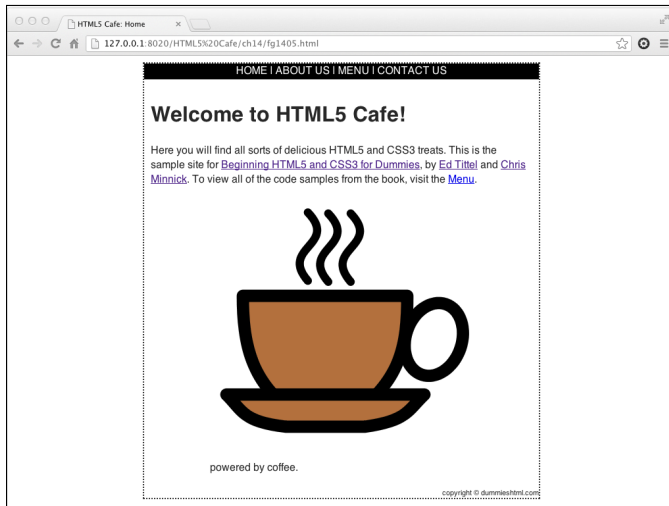 HTML5 Cafe: Home
127.0.0.1:8020/HTML5%20Cafe/ch14/fg1405.html
HOME | ABOUT US | MENU | CONTACT US
Welcome to HTML5 Cafe!
Here you will find all sorts of delicious HTML5 and CSS3 treats. This is the
sample site for Beginning HTML5 and CSS3 for Dummies, by Ed Tittel and Chris
Minnick. To view all of the code samples from the book, visit the Menu.
powered by coffee.
copyright © dummieshtml.com